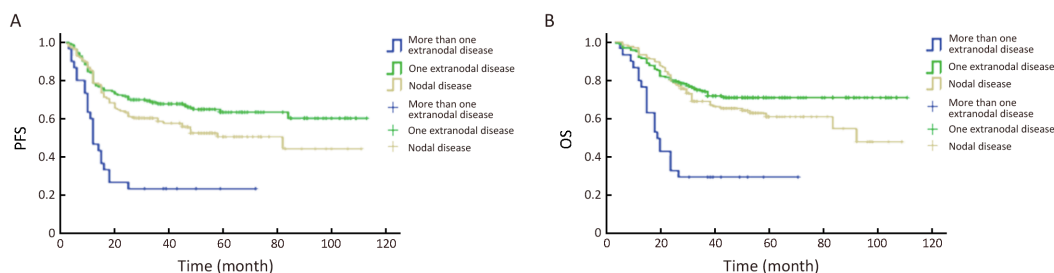 A
1.0
0.8
0.6
0.4
0.2
0
PFS
0
20
40
60
80
100
120
Time (month)
More than one
extranodal disease
One extranodal disease
Nodal disease
More than one
extranodal disease
One extranodal disease
Nodal disease
B
1.0
0.8
0.6
0.4
0.2
0
OS
0
20
40
60
80
100
120
Time (month)
More than one
extranodal disease
One extranodal disease
Nodal disease
More than one
extranodal disease
One extranodal disease
Nodal disease